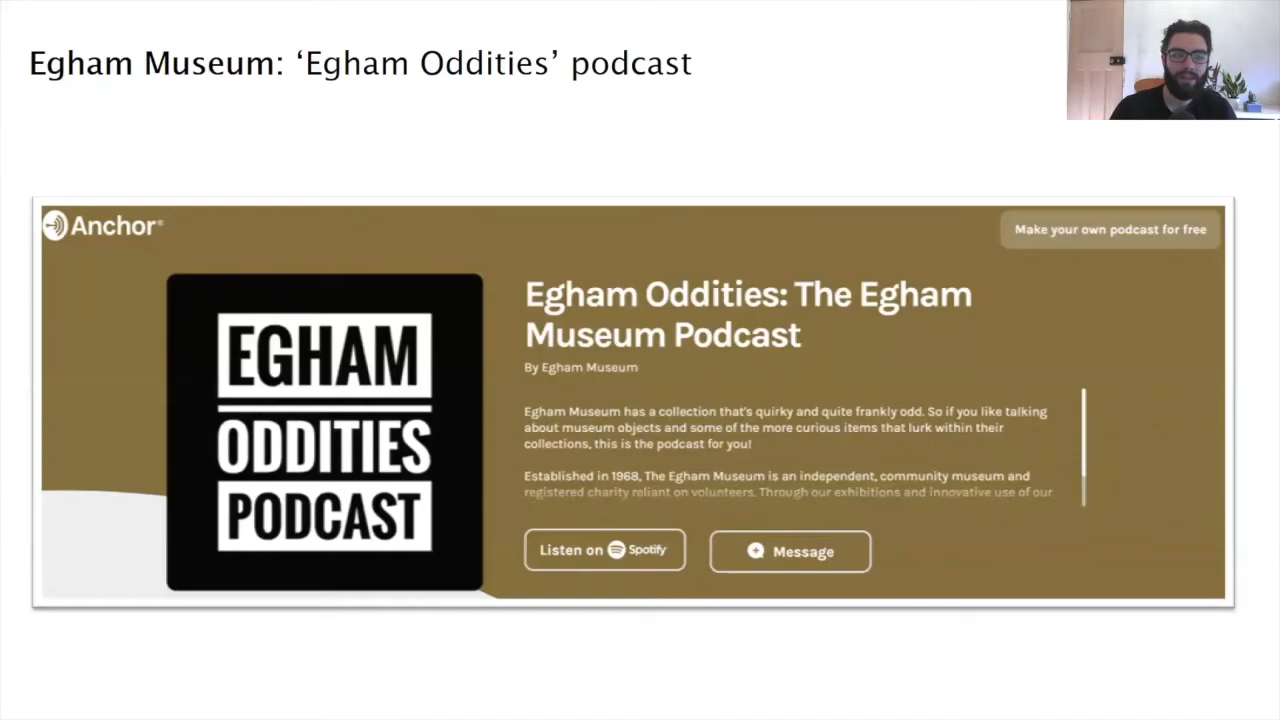 Egham Museum: ‘Egham Oddities’ podcast
Anchor®
Make your own podcast for free
EGHAM
ODDITIES
PODCAST
Egham Oddities: The Egham
Museum Podcast
By Egham Museum
Egham Museum has a collection that's quirky and quite frankly odd. So if you like talking
about museum objects and some of the more curious items that lurk within their
collections, this is the podcast for you!
Established in 1968, The Egham Museum is an independent, community museum and
registered charity reliant on volunteers. Through our exhibitions and innovative use of our
Listen on Spotify
Message